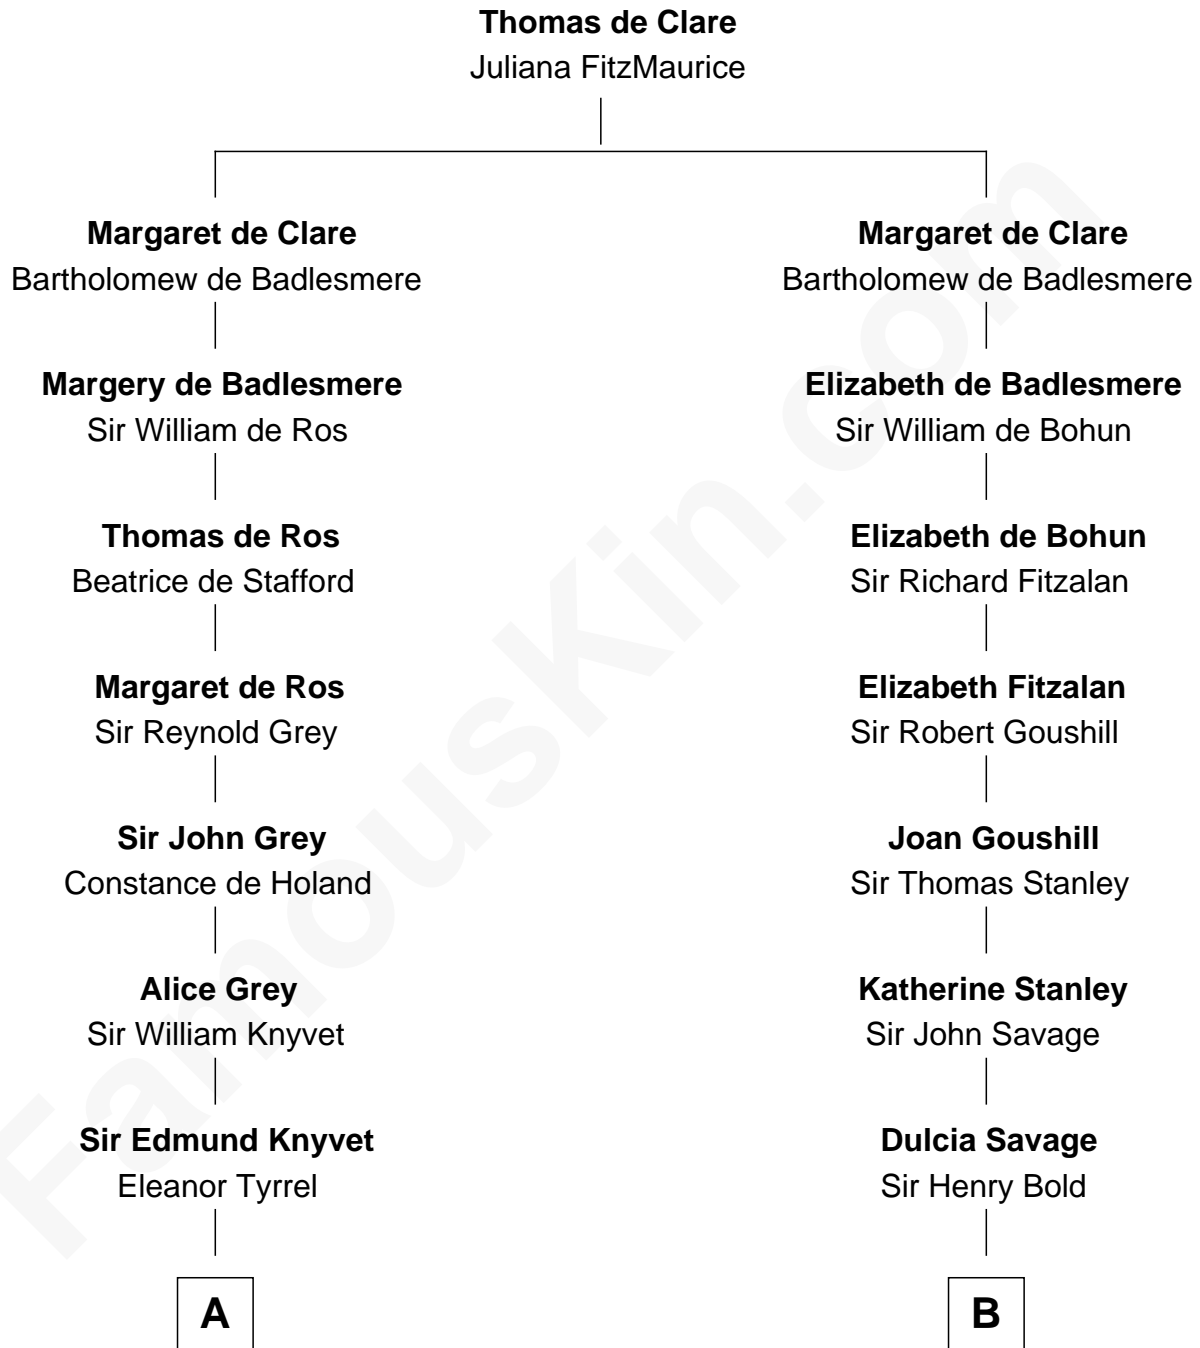 Thomas de Clare
Juliana FitzMaurice
Margaret de Clare
Bartholomew de Badlesmere
Margery de Badlesmere
Sir William de Ros
Thomas de Ros
Beatrice de Stafford
Margaret de Ros
Sir Reynold Grey
Sir John Grey
Constance de Holand
Alice Grey
Sir William Knyvet
Sir Edmund Knyvet
Eleanor Tyrrel
A
Margaret de Clare
Bartholomew de Badlesmere
Elizabeth de Badlesmere
Sir William de Bohun
Elizabeth de Bohun
Sir Richard Fitzalan
Elizabeth Fitzalan
Sir Robert Goushill
Joan Goushill
Sir Thomas Stanley
Katherine Stanley
Sir John Savage
Dulcia Savage
Sir Henry Bold
B
FamousKin.com